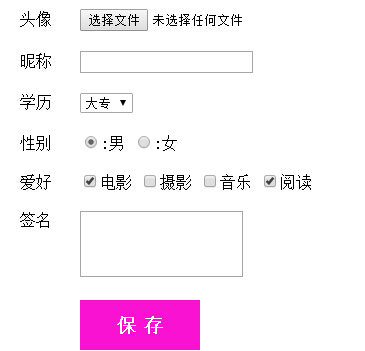 头像 选择文件 未选择任何文件
昵称
学历 大专
性别 :男 :女
爱好 电影 摄影 音乐 阅读
签名
保 存